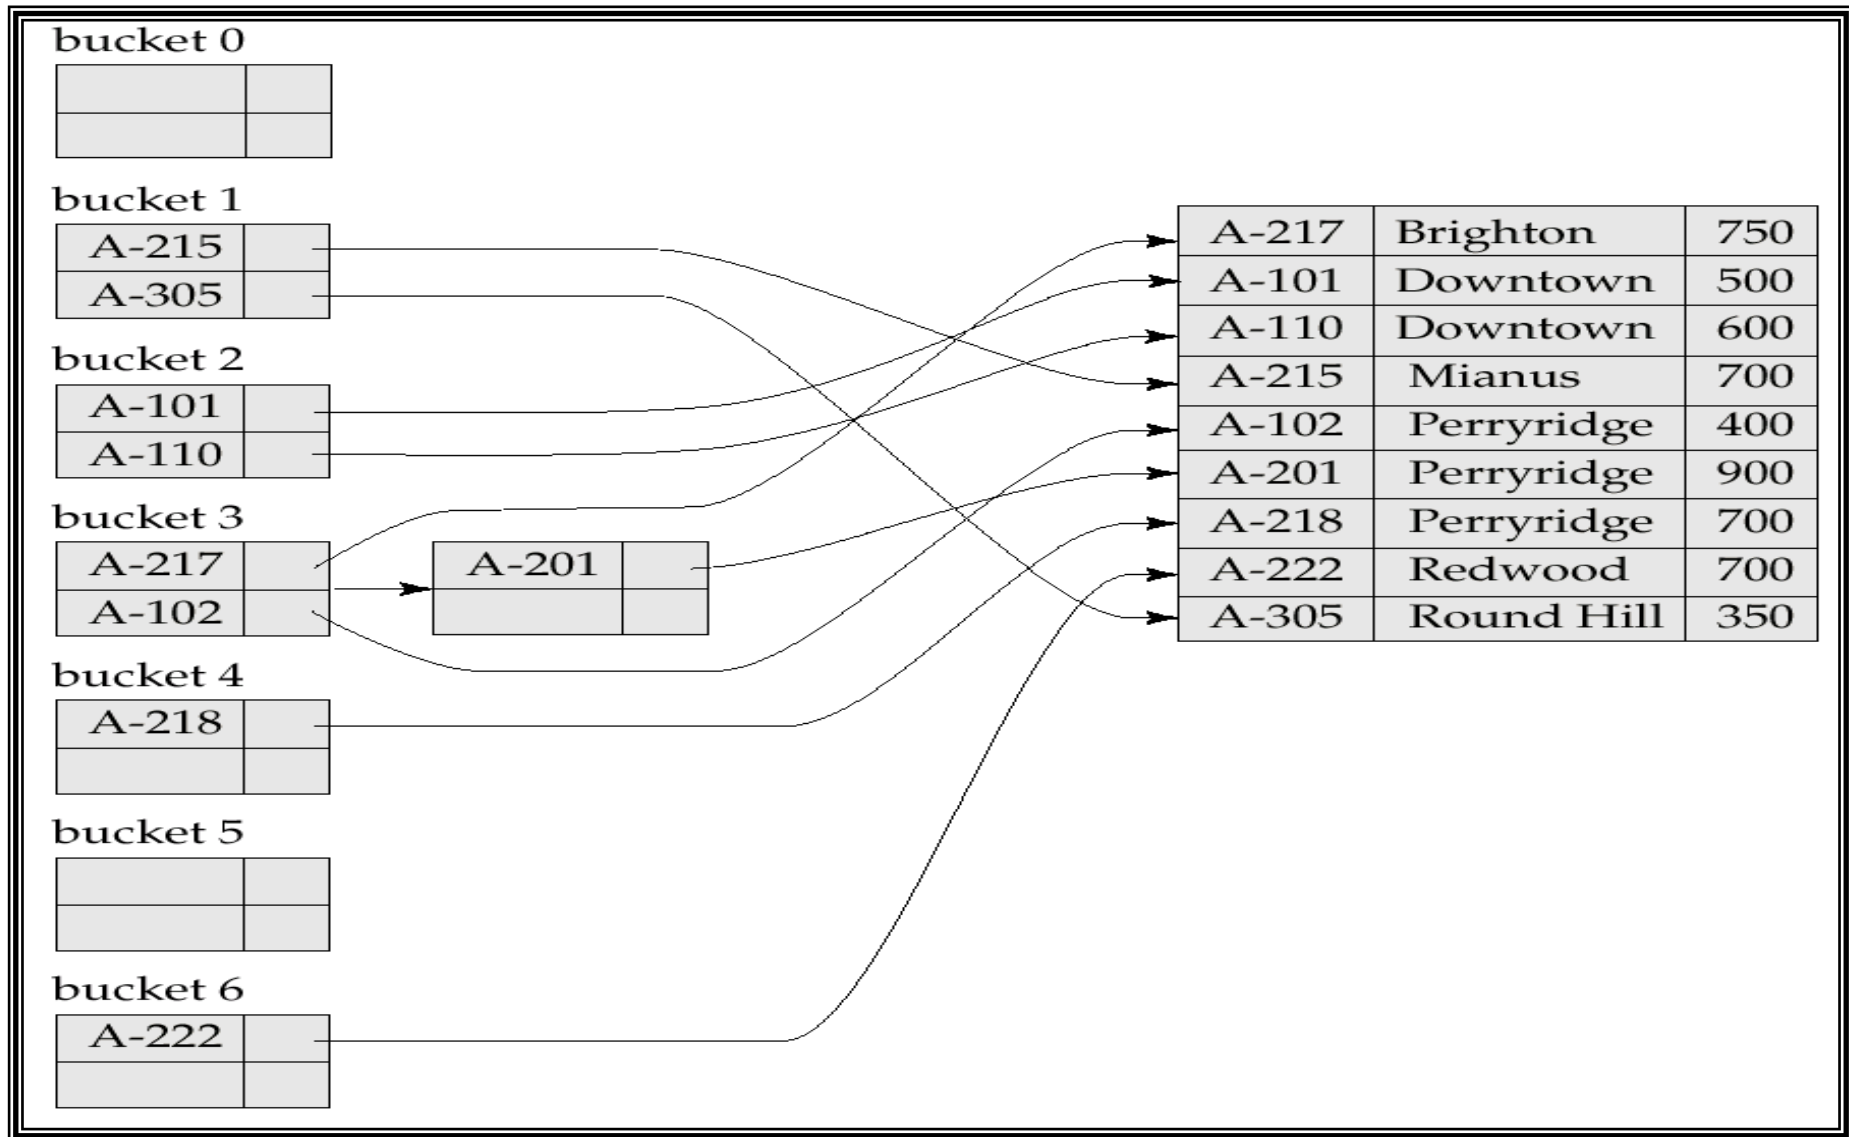 bucket 0
bucket 1
A-215
A-305
bucket 2
A-101
A-110
bucket 3
A-217
A-102
A-201
bucket 4
A-218
bucket 5
bucket 6
A-222
A-217 Brighton 750
A-101 Downtown 500
A-110 Downtown 600
A-215 Mianus 700
A-102 Perryridge 400
A-201 Perryridge 900
A-218 Perryridge 700
A-222 Redwood 700
A-305 Round Hill 350